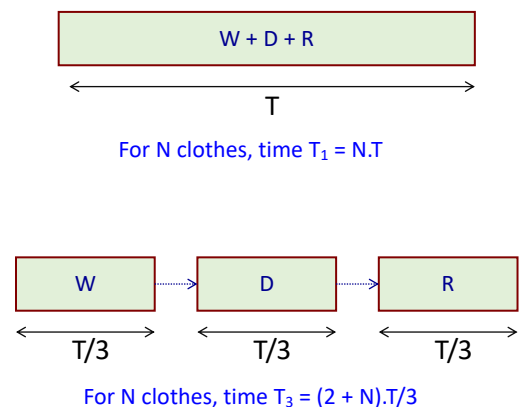 W + D + R
T
For N clothes, time T₁ = N.T
W D R
T/3 T/3 T/3
For N clothes, time T₃ = (2 + N).T/3